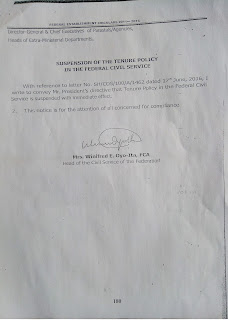 Director General & Chief Executives of Parastatals/Agencies,
Heads of Extra-Ministerial Departments.
SUSPENSION OF THE TENURE POLICY
IN THE FEDERAL CIVIL SERVICE
With reference to letter No. dated 17th June, 2016, I
write to convey Mr. President's directive that Tenure Policy in the Federal Civil
Service is suspended with immediate effect.
2. This notice is for the attention of all concerned for compliance.
Mrs. Winifred E. Oyo-Ita, FCA
Head of the Civil Service of the Federation
188